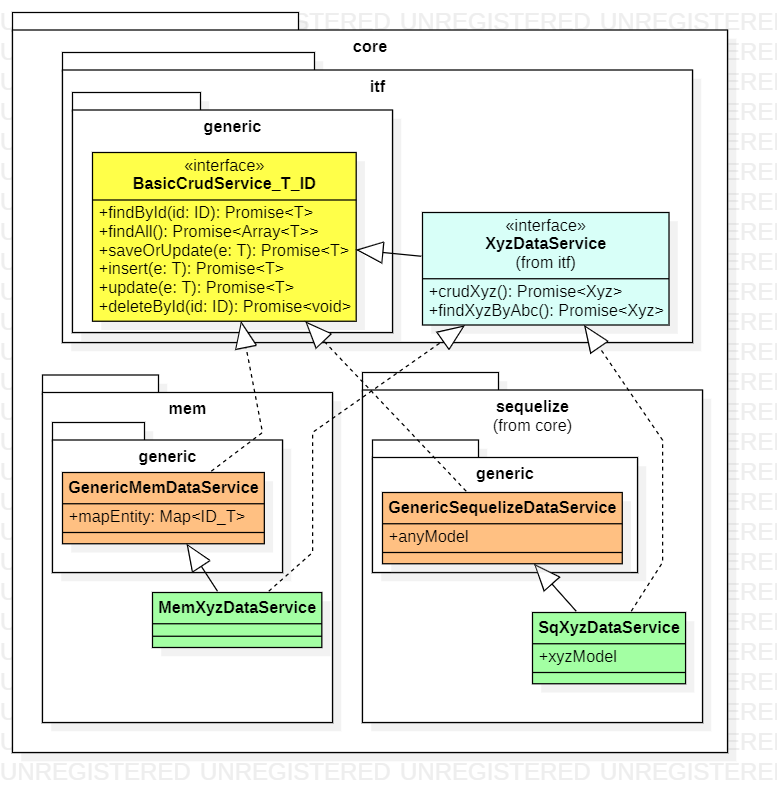 UNREGISTERED UNREGISTERED UNREGISTERED
core
itf
generic
«interface»
BasicCrudService_T_ID
+findById(id: ID): Promise<T>
+findAll(): Promise<Array<T>>
+saveOrUpdate(e: T): Promise<T>
+insert(e: T): Promise<T>
+update(e: T): Promise<T>
+deleteById(id: ID): Promise<void>
«interface»
XyzDataService
(from itf)
+crudXyz(): Promise<Xyz>
+findXyzByAbc(): Promise<Xyz>
mem
generic
GenericMemDataService
+mapEntity: Map<ID_T>
MemXyzDataService
sequelize
(from core)
generic
GenericSequelizeDataService
+anyModel
SqXyzDataService
+xyzModel
UNREGISTERED UNREGISTERED UNREGISTERED UNREGISTERED